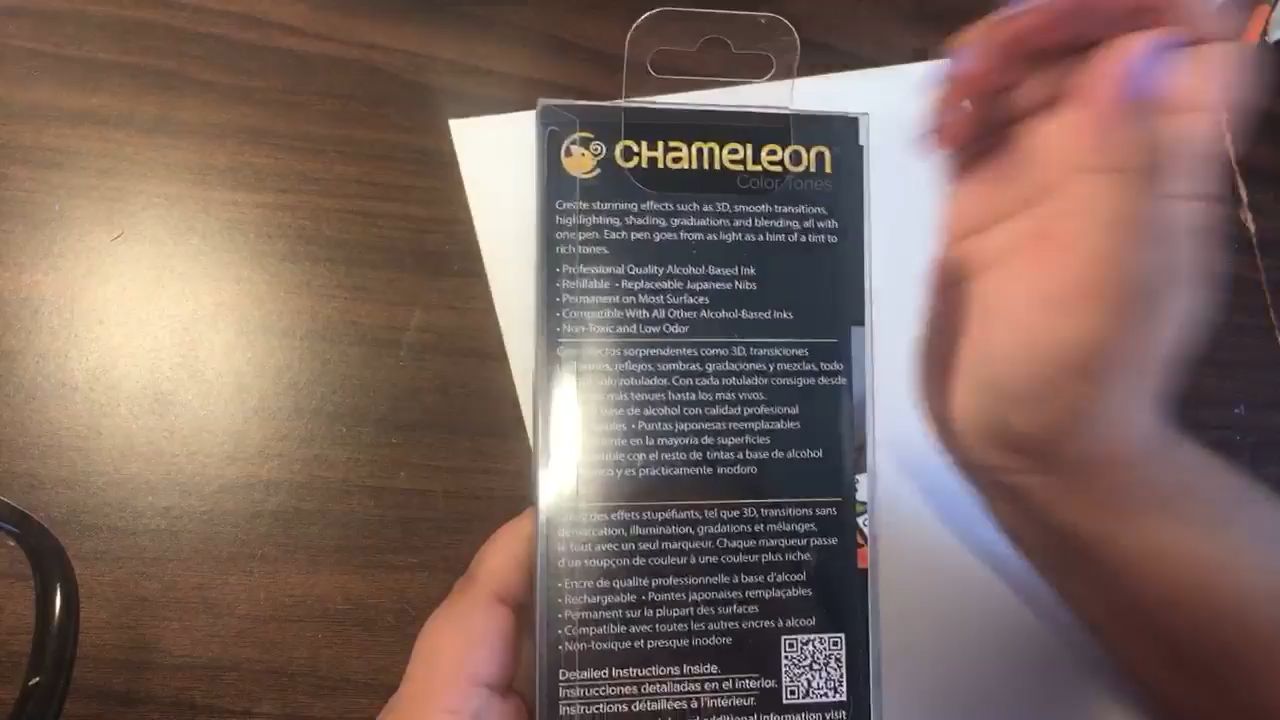 CHAMELEON
Color Tones
Create stunning effects such as 3D, smooth transitions,
highlighting, shading, graduations and blending, all with
one pen. Each pen goes from as light as a hint of a tint to
rich tones.
• Professional Quality Alcohol-Based Ink
• Refillable • Replaceable Japanese Nibs
• Permanent on Most Surfaces
• Compatible With All Other Alcohol-Based Inks
• Non-Toxic and Low Odor
sorprendentes como 3D, transiciones
reflejos, sombras, gradaciones y mezclas, todo
solo rotulador. Con cada rotulador consigue desde
más tenues hasta los más vivos.
base de alcohol con calidad profesional
• Puntas japonesas reemplazables
en la mayoría de superficies
con el resto de tintas a base de alcohol
y es prácticamente inodoro
des effets stupéfiants, tel que 3D, transitions sans
démarcation, illumination, gradations et mélanges,
le tout avec un seul marqueur. Chaque marqueur passe
d'un soupçon de couleur à une couleur plus riche.
• Encre de qualité professionnelle à base d'alcool
• Rechargeable • Pointes japonaises remplaçables
• Permanent sur la plupart des surfaces
• Compatible avec toutes les autres encres à alcool
• Non-toxique et presque inodore
Detailed Instructions Inside.
Instrucciones detalladas en el interior.
Instructions détaillées à l'intérieur.
additional information visit